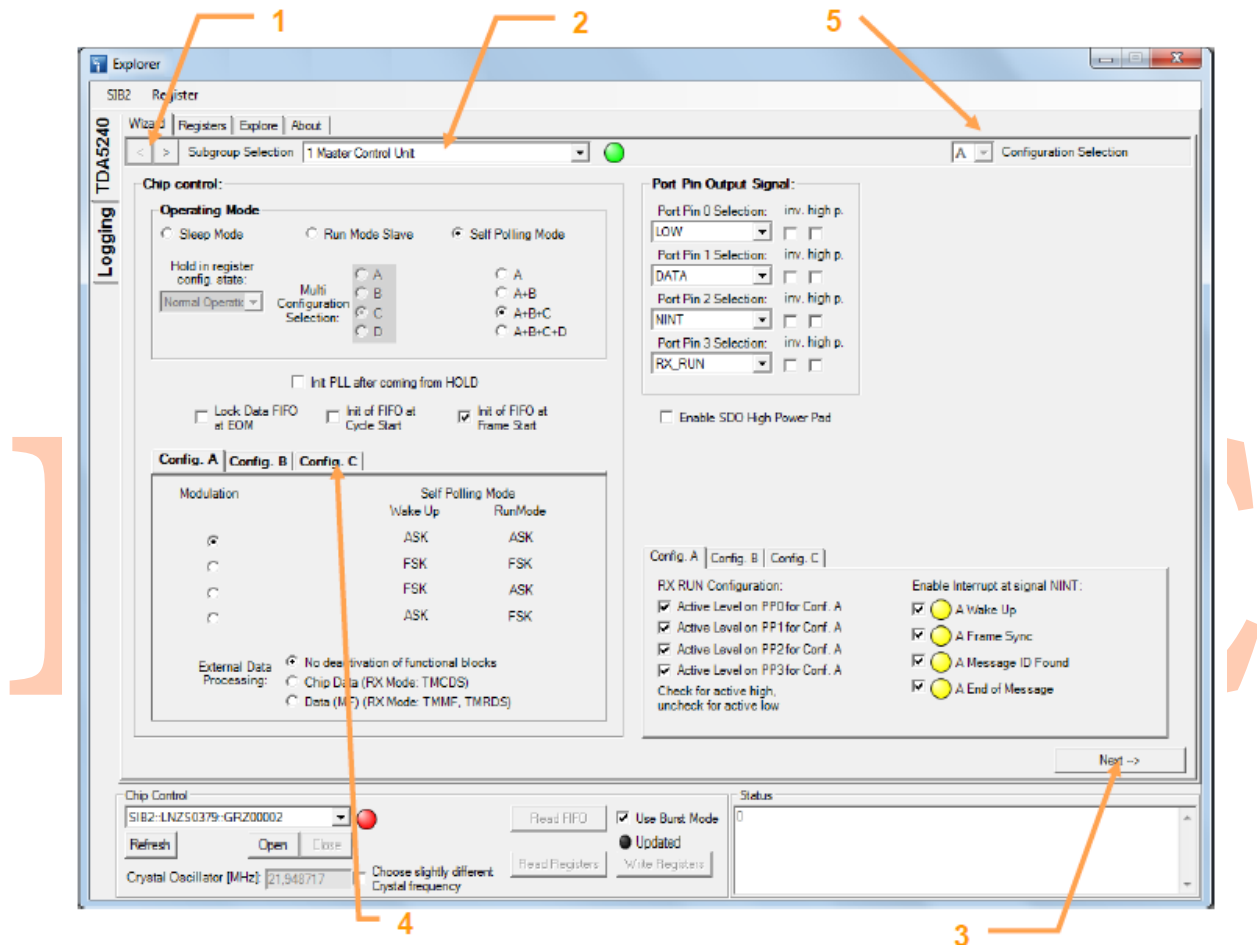 1
2
5
Explorer
SIB2 Register
TDA5240
Logging
Wizard Registers Explore About
< > Subgroup Selection 1 Master Control Unit
A Configuration Selection
Chip control:
Operating Mode
Sleep Mode Run Mode Slave Self Polling Mode
Hold in register
config. state:
Normal Operatic
Multi
Configuration
Selection:
A
B
C
D
A
A+B
A+B+C
A+B+C+D
Init PLL after coming from HOLD
Lock Data FIFO
at EOM
Init of FIFO at
Cycle Start
Init of FIFO at
Frame Start
Config. A Config. B Config. C
Modulation Self Polling Mode
Wake Up RunMode
ASK ASK
FSK FSK
FSK ASK
ASK FSK
External Data
Processing:
No deactivation of functional blocks
Chip Data (RX Mode: TMCDS)
Data (MF) (RX Mode: TMMF, TMRDS)
Port Pin Output Signal:
Port Pin 0 Selection: inv. high p.
LOW
Port Pin 1 Selection: inv. high p.
DATA
Port Pin 2 Selection: inv. high p.
NINT
Port Pin 3 Selection: inv. high p.
RX_RUN
Enable SDO High Power Pad
Config. A Config. B Config. C
RX RUN Configuration:
Active Level on PP0 for Conf. A
Active Level on PP1 for Conf. A
Active Level on PP2 for Conf. A
Active Level on PP3 for Conf. A
Check for active high,
uncheck for active low
Enable Interrupt at signal NINT:
A Wake Up
A Frame Sync
A Message ID Found
A End of Message
Next -->
Chip Control
SIB2::LNZS0379::GRZ00002
Refresh Open Close
Crystal Oscillator [MHz]: 21,948717
Choose slightly different
Crystal frequency
Read FIFO
Read Registers
Use Burst Mode
Updated
Write Registers
Status
0
4
3